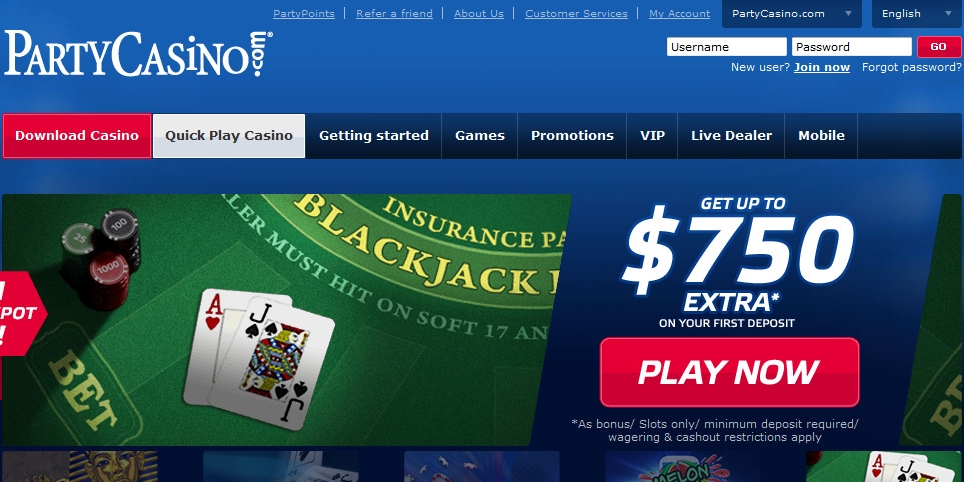 PartyPoints
Refer a friend
About Us
Customer Services
My Account
PartyCasino.com
English
PARTYCASiNO.com®
Username
Password
GO
New user? Join now Forgot password?
Download Casino
Quick Play Casino
Getting started
Games
Promotions
VIP
Live Dealer
Mobile
INSURANCE PA
BLACKJACK
EALER MUST HIT ON SOFT 17 AN
25
100
1000
A
J
J
BET
POT
!
GET UP TO
$750
EXTRA*
ON YOUR FIRST DEPOSIT
PLAY NOW
*As bonus/ Slots only/ minimum deposit required/
wagering & cashout restrictions apply
MELON
A
J